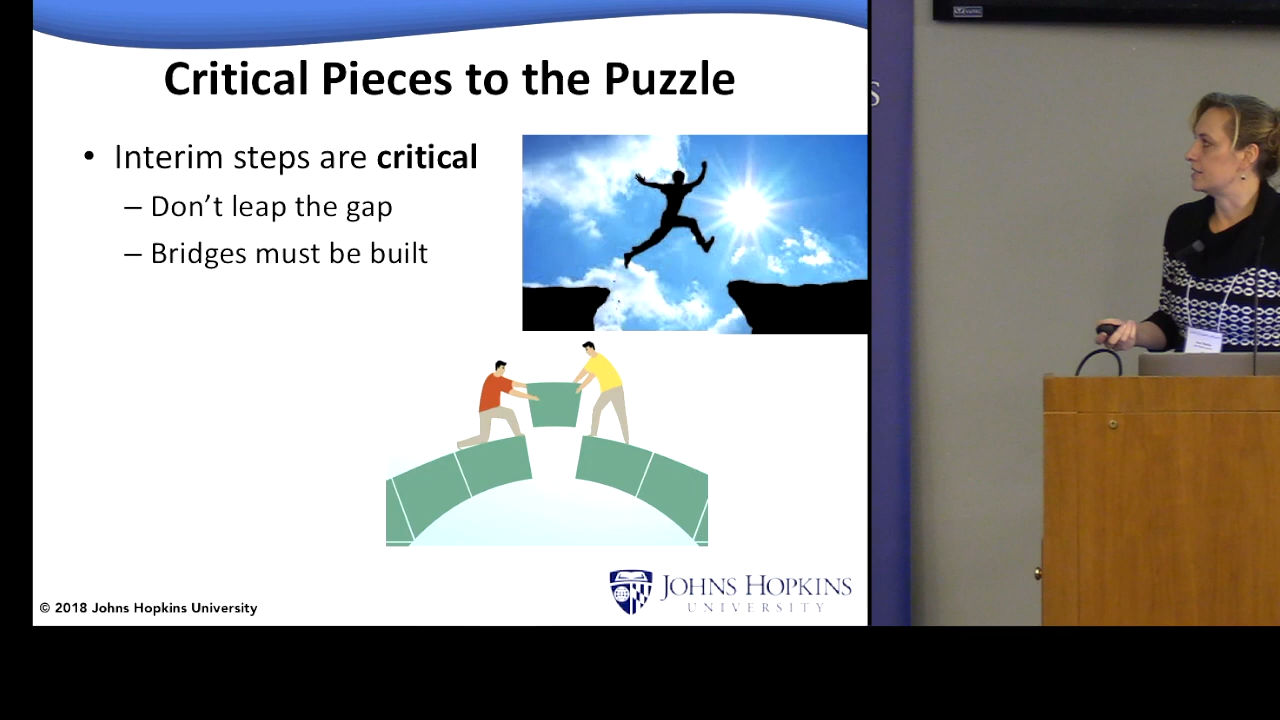 Critical Pieces to the Puzzle
• Interim steps are critical
– Don’t leap the gap
– Bridges must be built
JOHNS HOPKINS
UNIVERSITY
© 2018 Johns Hopkins University
S